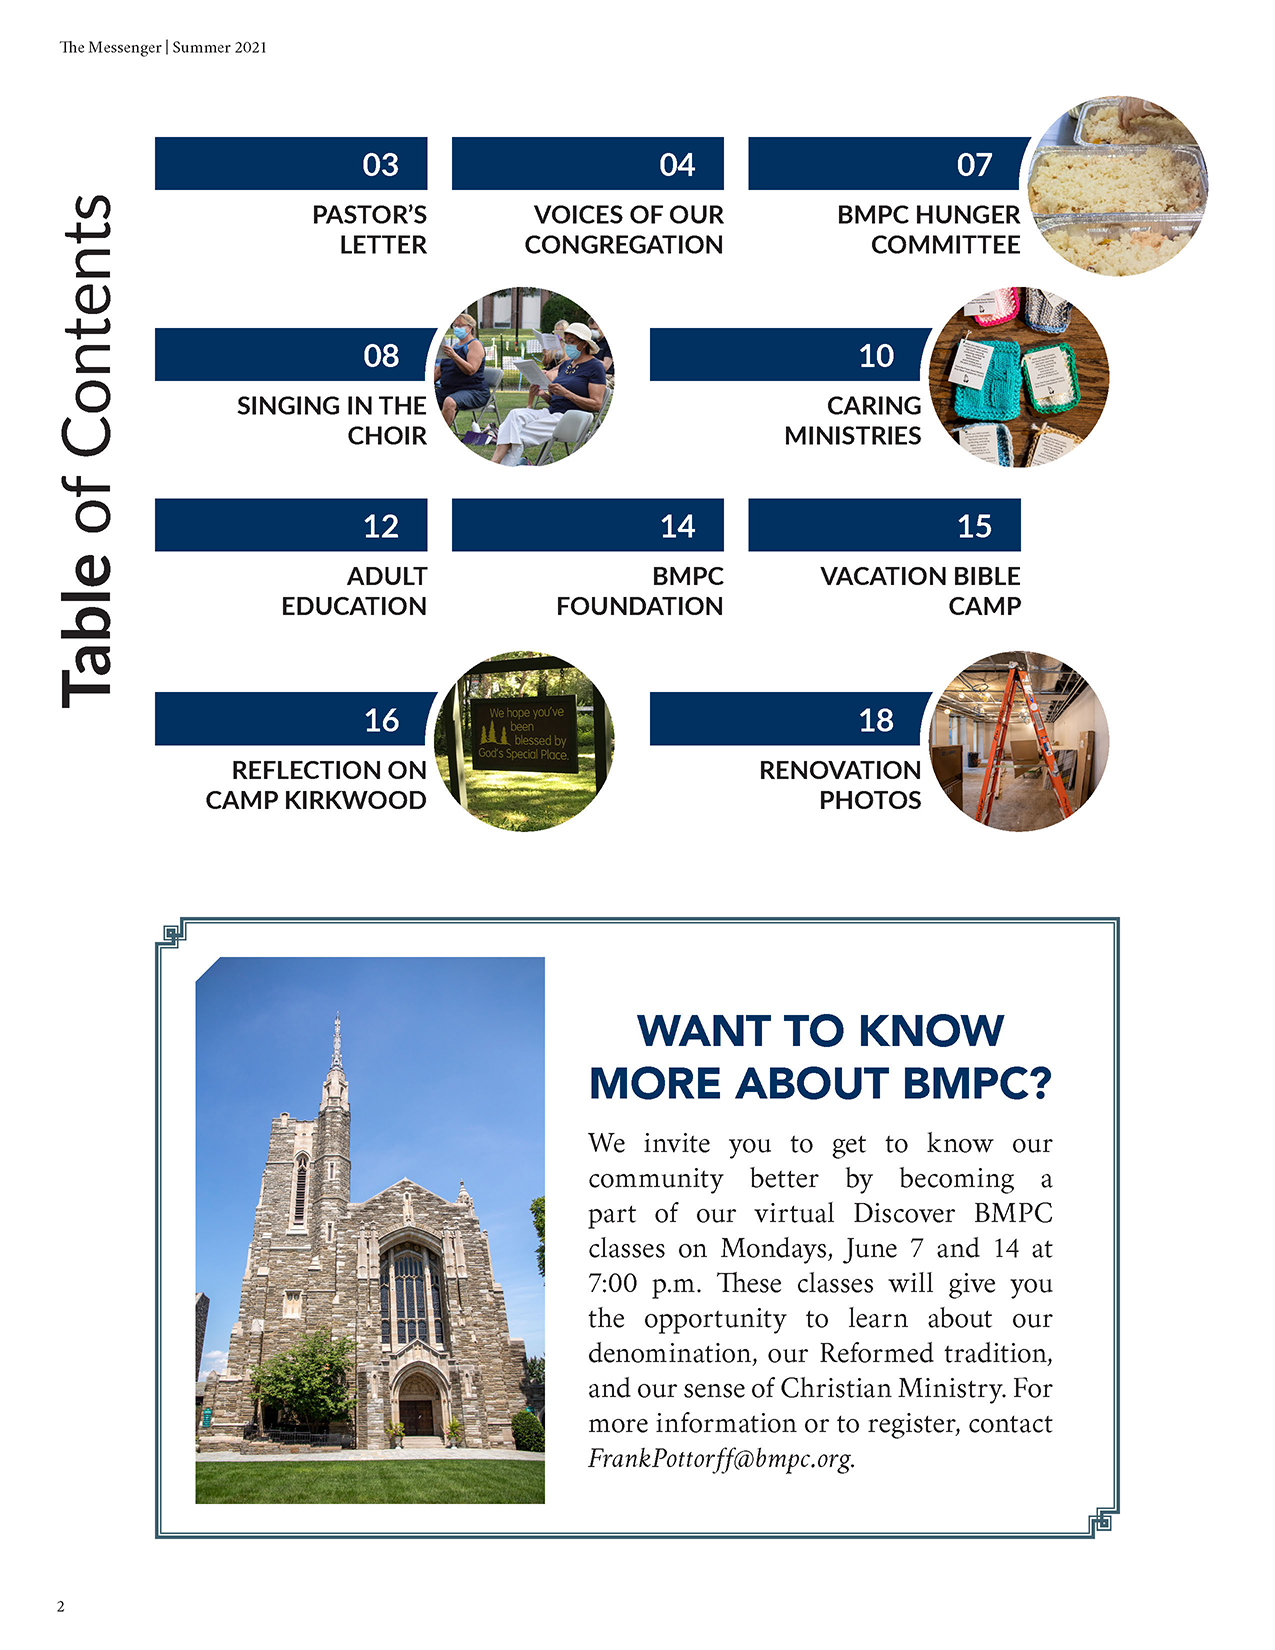 The Messenger | Summer 2021
Table of Contents
03
PASTOR'S
LETTER
04
VOICES OF OUR
CONGREGATION
07
BMPC HUNGER
COMMITTEE
08
SINGING IN THE
CHOIR
10
CARING
MINISTRIES
12
ADULT
EDUCATION
14
BMPC
FOUNDATION
15
VACATION BIBLE
CAMP
16
REFLECTION ON
CAMP KIRKWOOD
We hope you've
been
blessed by
God's Special Place.
18
RENOVATION
PHOTOS
WANT TO KNOW
MORE ABOUT BMPC?
We invite you to get to know our
community better by becoming a
part of our virtual Discover BMPC
classes on Mondays, June 7 and 14 at
7:00 p.m. These classes will give you
the opportunity to learn about our
denomination, our Reformed tradition,
and our sense of Christian Ministry. For
more information or to register, contact
FrankPottorff@bmpc.org.
2